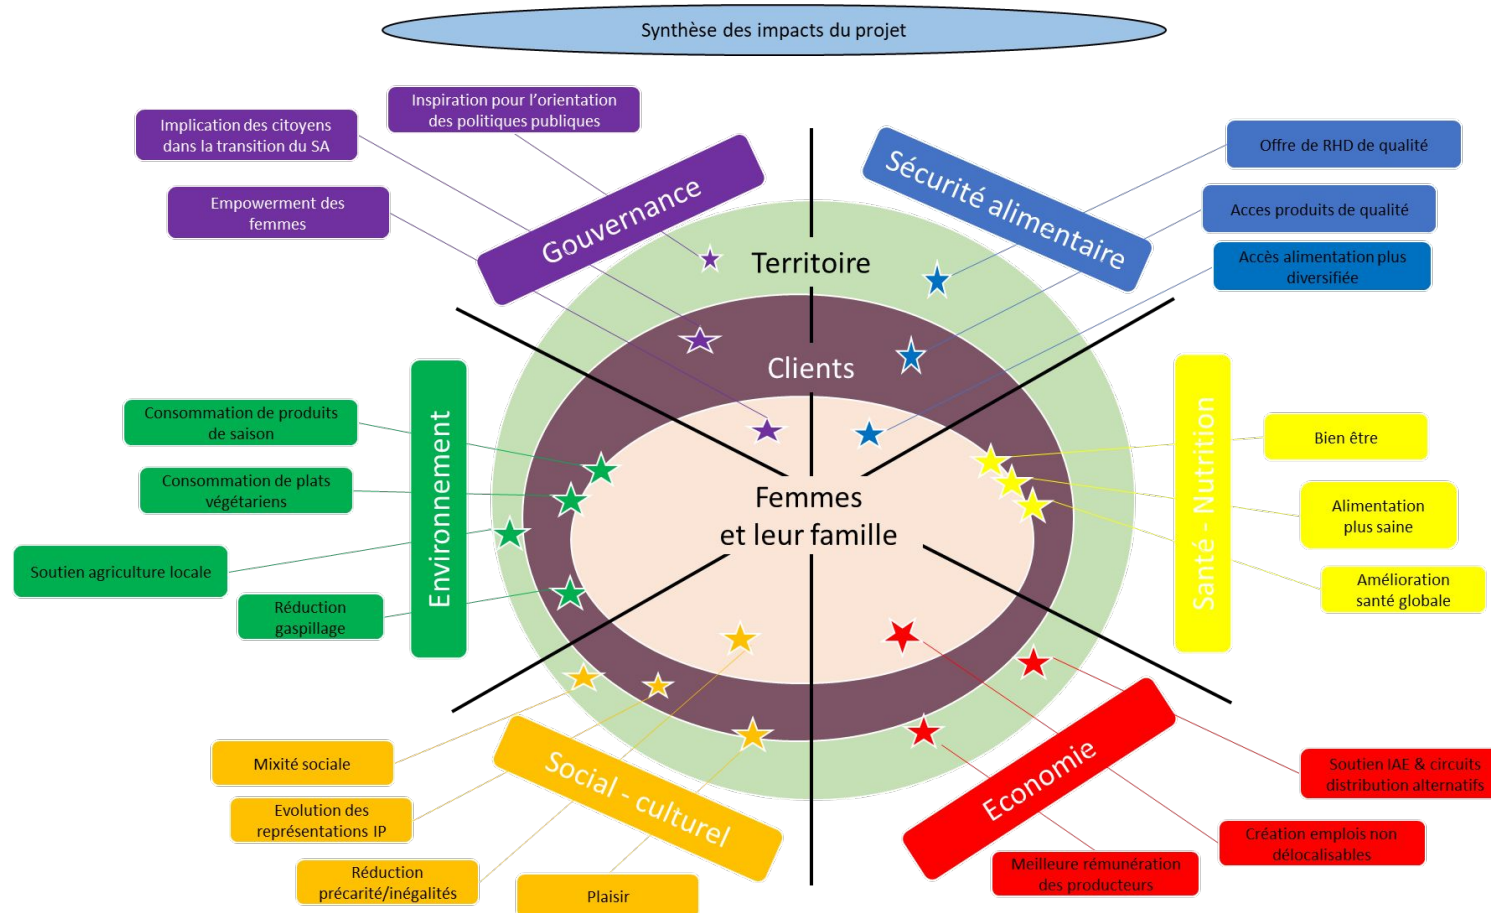 Synthèse des impacts du projet
Inspiration pour l'orientation
des politiques publiques
Implication des citoyens
dans la transition du SA
Empowerment des
femmes
Gouvernance
Sécurité alimentaire
Offre de RHD de qualité
Acces produits de qualité
Accès alimentation plus
diversifiée
Territoire
Clients
Femmes
et leur famille
Environnement
Consommation de produits
de saison
Consommation de plats
végétariens
Soutien agriculture locale
Réduction
gaspillage
Santé - Nutrition
Bien être
Alimentation
plus saine
Amélioration
santé globale
Social - culturel
Mixité sociale
Evolution des
représentations IP
Réduction
précarité/inégalités
Plaisir
Economie
Soutien IAE & circuits
distribution alternatifs
Création emplois non
délocalisables
Meilleure rémunération
des producteurs